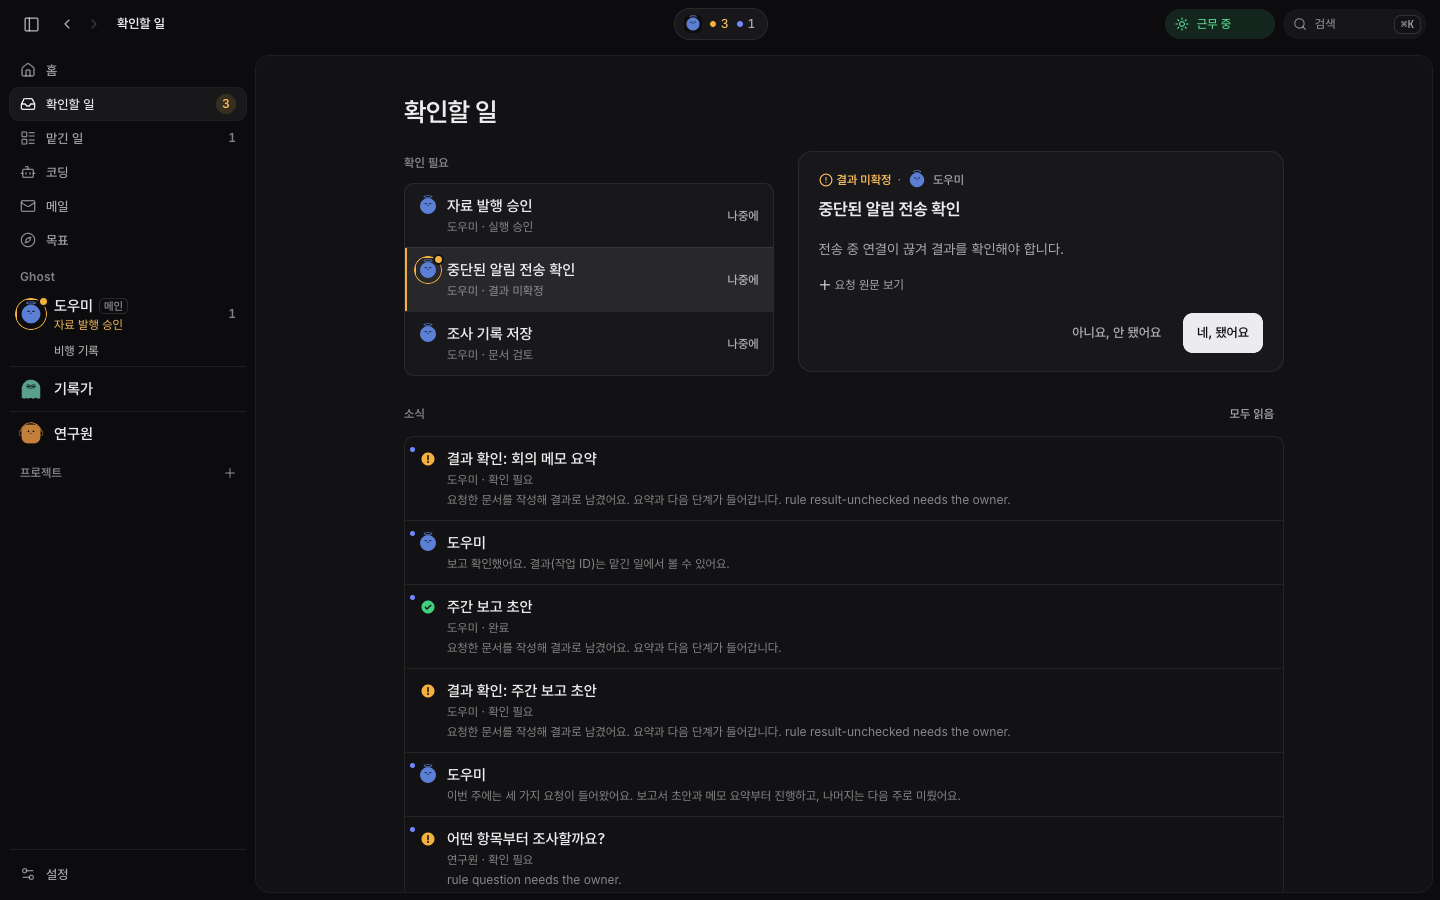 확인할 일
3 1
근무 중
검색 ⌘K
홈
확인할 일 3
맡긴 일 1
코딩
메일
목표
Ghost
도우미 메인
자료 발행 승인
1
비행 기록
기록가
연구원
프로젝트
설정
확인할 일
확인 필요
자료 발행 승인
도우미 · 실행 승인
나중에
중단된 알림 전송 확인
도우미 · 결과 미확정
나중에
조사 기록 저장
도우미 · 문서 검토
나중에
결과 미확정 · 도우미
중단된 알림 전송 확인
전송 중 연결이 끊겨 결과를 확인해야 합니다.
요청 원문 보기
아니요, 안 됐어요 네, 됐어요
소식 모두 읽음
결과 확인: 회의 메모 요약
도우미 · 확인 필요
요청한 문서를 작성해 결과로 남겼어요. 요약과 다음 단계가 들어갑니다. rule result-unchecked needs the owner.
도우미
보고 확인했어요. 결과(작업 ID)는 맡긴 일에서 볼 수 있어요.
주간 보고 초안
도우미 · 완료
요청한 문서를 작성해 결과로 남겼어요. 요약과 다음 단계가 들어갑니다.
결과 확인: 주간 보고 초안
도우미 · 확인 필요
요청한 문서를 작성해 결과로 남겼어요. 요약과 다음 단계가 들어갑니다. rule result-unchecked needs the owner.
도우미
이번 주에는 세 가지 요청이 들어왔어요. 보고서 초안과 메모 요약부터 진행하고, 나머지는 다음 주로 미뤘어요.
어떤 항목부터 조사할까요?
연구원 · 확인 필요
rule question needs the owner.